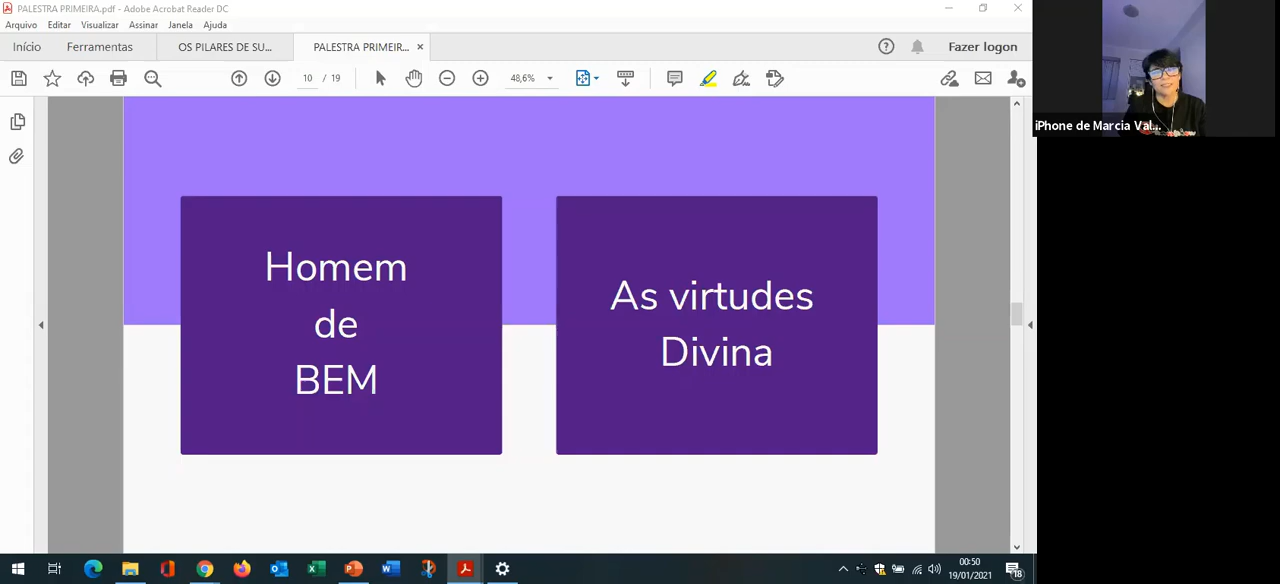 PALESTRA PRIMEIRA.pdf - Adobe Acrobat Reader DC
Arquivo Editar Visualizar Assinar Janela Ajuda
Início Ferramentas OS PILARES DE SU... PALESTRA PRIMEIR... × Fazer logon
10 / 19 48,6%
iPhone de Marcia Val...
Homem
de
BEM
As virtudes
Divina
00:50
19/01/2021
18